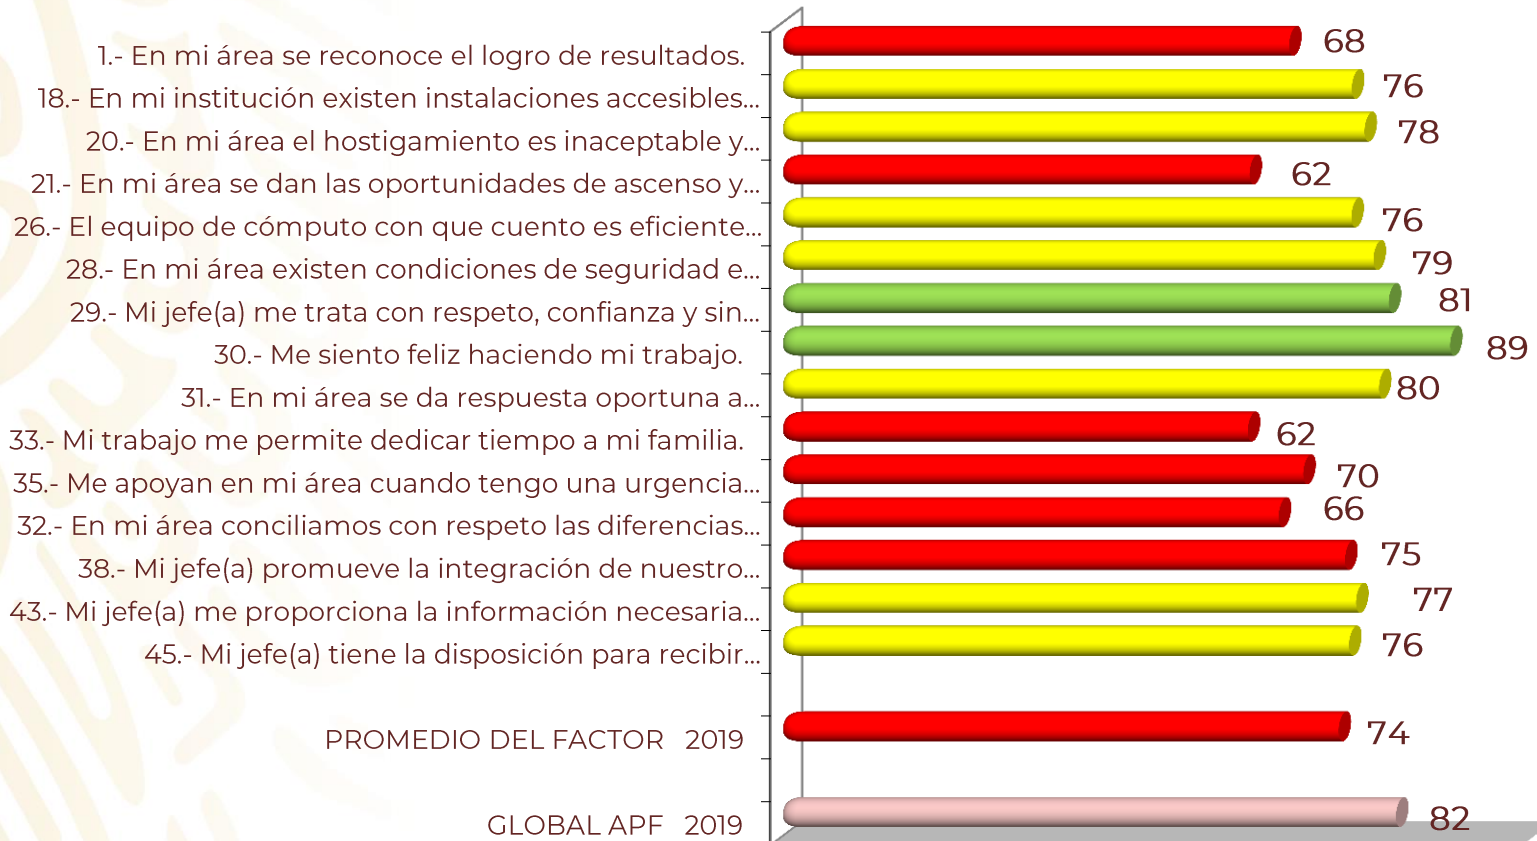 1.- En mi área se reconoce el logro de resultados. 68
18.- En mi institución existen instalaciones accesibles... 76
20.- En mi área el hostigamiento es inaceptable y... 78
21.- En mi área se dan las oportunidades de ascenso y... 62
26.- El equipo de cómputo con que cuento es eficiente... 76
28.- En mi área existen condiciones de seguridad e... 79
29.- Mi jefe(a) me trata con respeto, confianza y sin... 81
30.- Me siento feliz haciendo mi trabajo. 89
31.- En mi área se da respuesta oportuna a... 80
33.- Mi trabajo me permite dedicar tiempo a mi familia. 62
35.- Me apoyan en mi área cuando tengo una urgencia... 70
32.- En mi área conciliamos con respeto las diferencias... 66
38.- Mi jefe(a) promueve la integración de nuestro... 75
43.- Mi jefe(a) me proporciona la información necesaria... 77
45.- Mi jefe(a) tiene la disposición para recibir... 76
PROMEDIO DEL FACTOR 2019 74
GLOBAL APF 2019 82